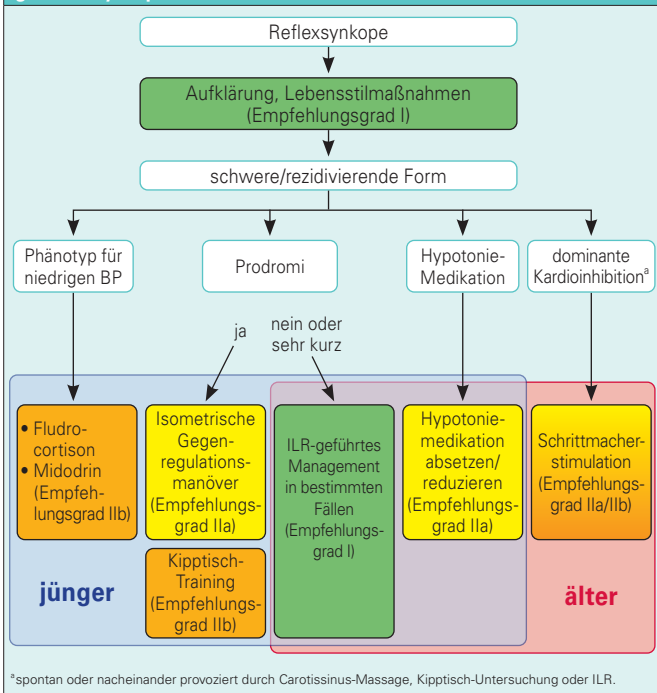 Reflexsynkope
Aufklärung, Lebensstilmaßnahmen
(Empfehlungsgrad I)
schwere/rezidivierende Form
Phänotyp für
niedrigen BP
Prodromi
Hypotonie-
Medikation
dominante
Kardioinhibition^a
ja
nein oder
sehr kurz
• Fludro-
cortison
• Midodrin
(Empfeh-
lungsgrad IIb)
Isometrische
Gegen-
regulations-
manöver
(Empfehlungs-
grad IIa)
Kipptisch-
Training
(Empfehlungs-
grad IIb)
ILR-geführtes
Management
in bestimmten
Fällen
(Empfehlungs-
grad I)
Hypotonie-
medikation
absetzen/
reduzieren
(Empfehlungs-
grad IIa)
Schrittmacher-
stimulation
(Empfehlungs-
grad IIa/IIb)
jünger
älter
^a spontan oder nacheinander provoziert durch Carotissinus-Massage, Kipptisch-Untersuchung oder ILR.